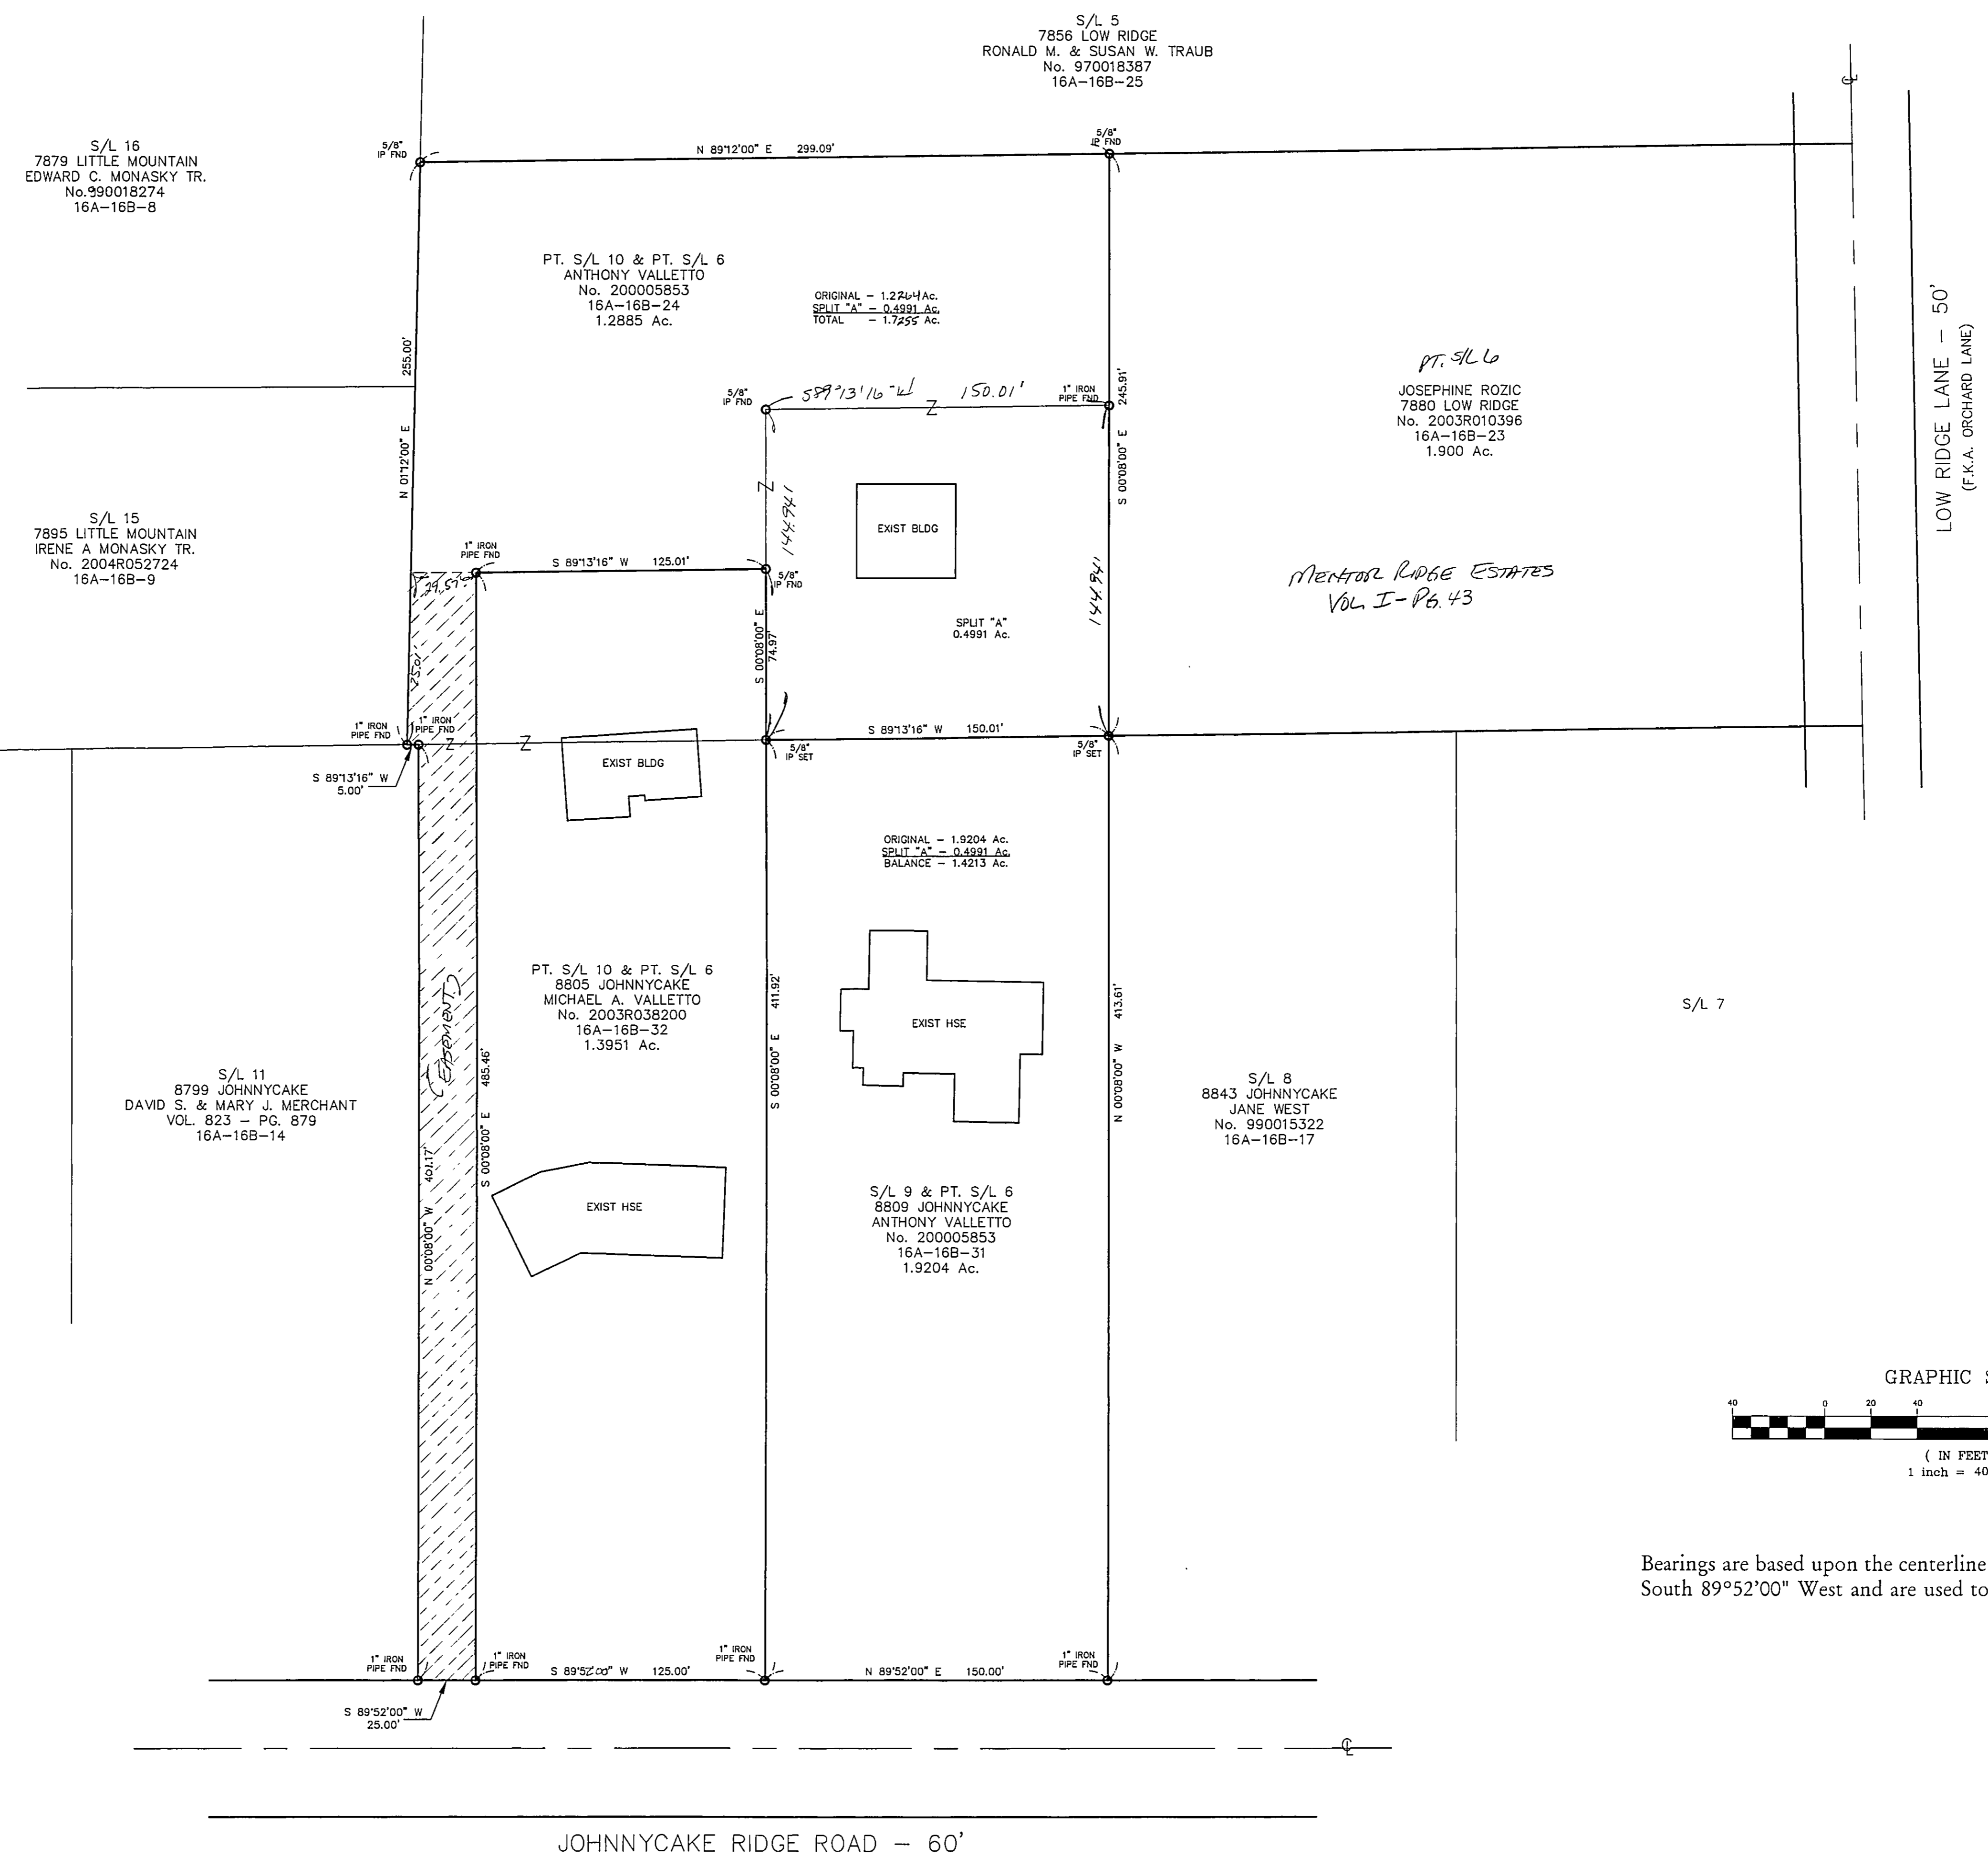 S/L 5
7856 LOW RIDGE
RONALD M. & SUSAN W. TRAUB
No. 970018387
16A-16B-25
S/L 16
7879 LITTLE MOUNTAIN
EDWARD C. MONASKY TR.
No.990018274
16A-16B-8
5/8"
IP FND
N 89°12'00" E 299.09'
5/8"
IP FND
PT. S/L 10 & PT. S/L 6
ANTHONY VALLETTO
No. 200005853
16A-16B-24
1.2885 Ac.
ORIGINAL - 1.2264 Ac.
SPLIT "A" - 0.4991 Ac.
TOTAL - 1.7255 Ac.
N 01°12'00" E 255.00'
5/8"
IP FND
S89°13'16"W 150.01'
Z
1" IRON
PIPE FND
S 00°08'00" E 245.91'
PT. S/L 6
JOSEPHINE ROZIC
7880 LOW RIDGE
No. 2003R010396
16A-16B-23
1.900 Ac.
LOW RIDGE LANE - 50'
(F.K.A. ORCHARD LANE)
S/L 15
7895 LITTLE MOUNTAIN
IRENE A MONASKY TR.
No. 2004R052724
16A-16B-9
Z
144.94'
EXIST BLDG
144.94'
MENTOR RIDGE ESTATES
VOL. I-PG. 43
1" IRON
PIPE FND
S 89°13'16" W 125.01'
5/8"
IP FND
29.57'
75.01'
S 00°08'00" E
74.97'
SPLIT "A"
0.4991 Ac.
1" IRON
PIPE FND
1" IRON
PIPE FND
Z
Z
S 89°13'16" W
5.00'
EXIST BLDG
S 89°13'16" W 150.01'
5/8"
IP SET
5/8"
IP SET
ORIGINAL - 1.9204 Ac.
SPLIT "A" - 0.4991 Ac.
BALANCE - 1.4213 Ac.
PT. S/L 10 & PT. S/L 6
8805 JOHNNYCAKE
MICHAEL A. VALLETTO
No. 2003R038200
16A-16B-32
1.3951 Ac.
(EASEMENT)
S 00°08'00" E 485.46'
S 00°08'00" E 411.92'
EXIST HSE
N 00°08'00" W 413.61'
S/L 7
S/L 11
8799 JOHNNYCAKE
DAVID S. & MARY J. MERCHANT
VOL. 823 - PG. 879
16A-16B-14
S/L 8
8843 JOHNNYCAKE
JANE WEST
No. 990015322
16A-16B-17
N 00°08'00" W 401.17'
EXIST HSE
S/L 9 & PT. S/L 6
8809 JOHNNYCAKE
ANTHONY VALLETTO
No. 200005853
16A-16B-31
1.9204 Ac.
GRAPHIC S
40 0 20 40
( IN FEET
1 inch = 40
Bearings are based upon the centerline
South 89°52'00" West and are used to
1" IRON
PIPE FND
1" IRON
PIPE FND
S 89°52'00" W 125.00'
1" IRON
PIPE FND
N 89°52'00" E 150.00'
1" IRON
PIPE FND
S 89°52'00" W
25.00'
JOHNNYCAKE RIDGE ROAD - 60'